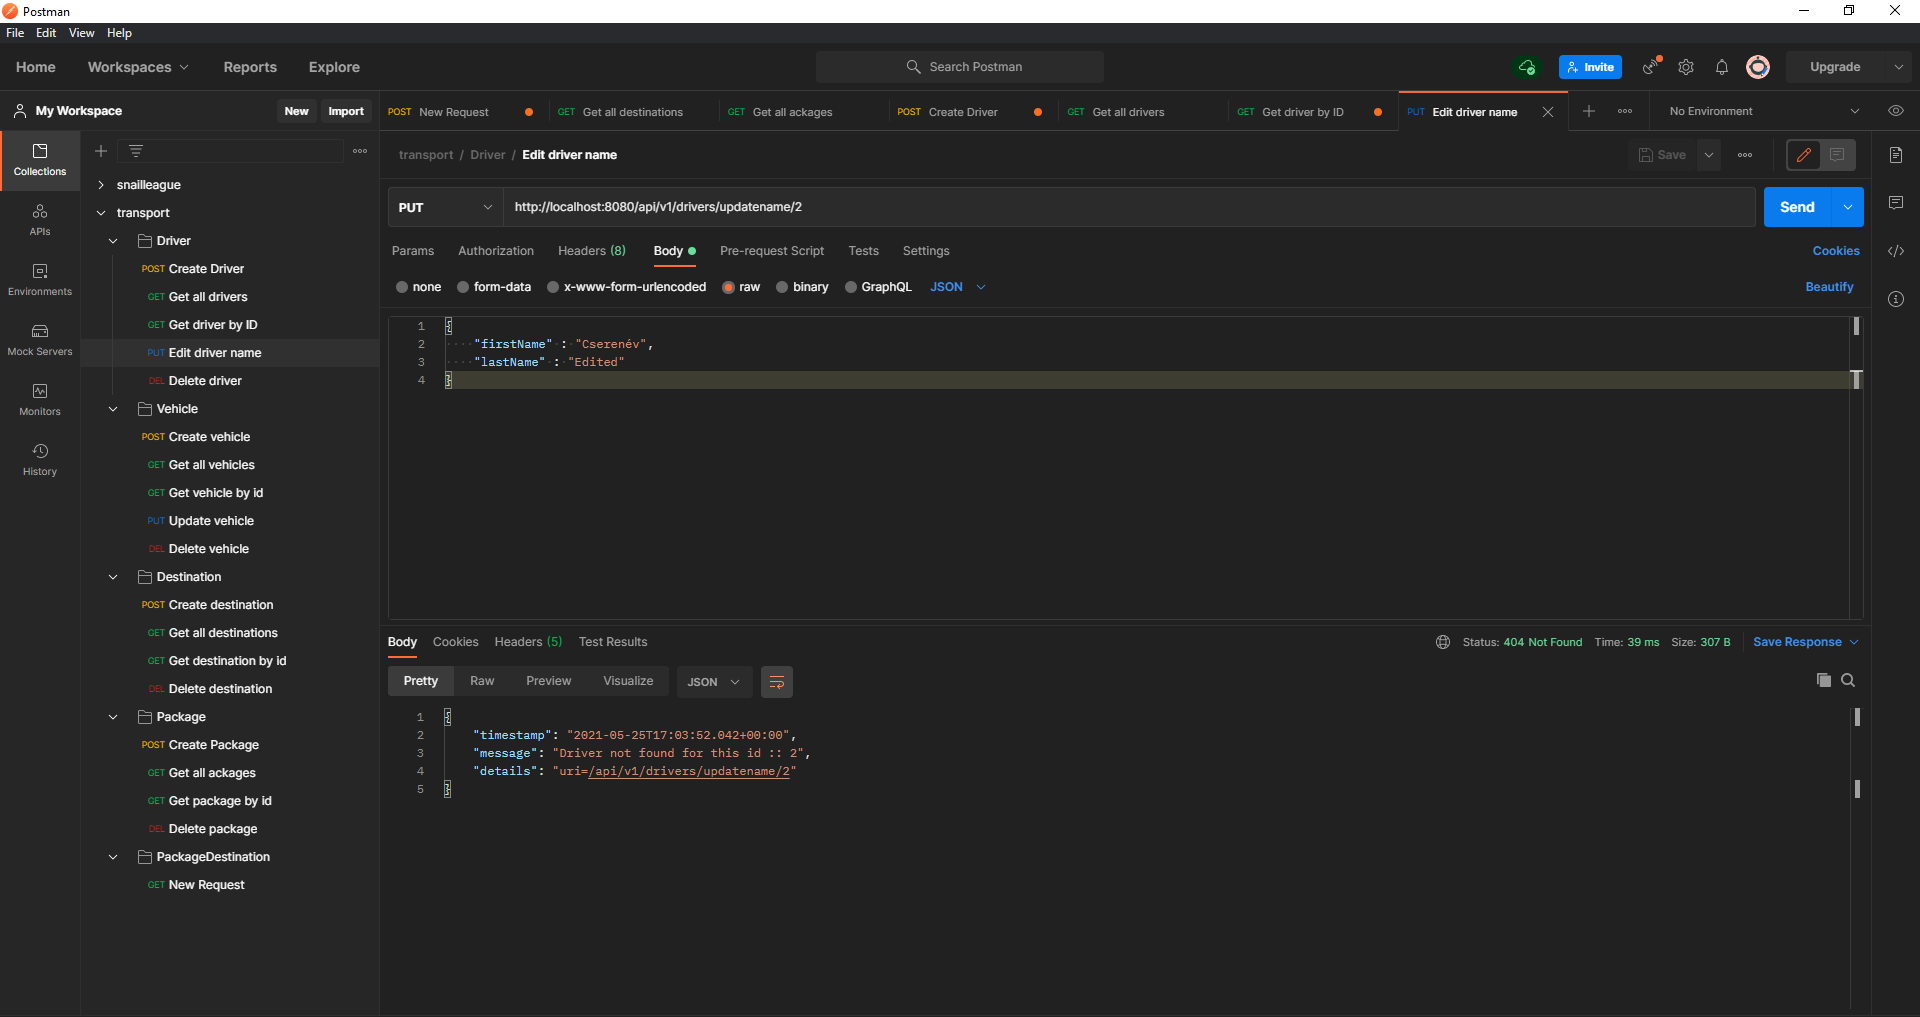 Postman
File Edit View Help
Home Workspaces Reports Explore Search Postman Invite Upgrade
My Workspace New Import
POST New Request GET Get all destinations GET Get all ackages POST Create Driver GET Get all drivers GET Get driver by ID PUT Edit driver name No Environment
Collections
APIs
Environments
Mock Servers
Monitors
History
snailleague
transport
Driver
POST Create Driver
GET Get all drivers
GET Get driver by ID
PUT Edit driver name
DEL Delete driver
Vehicle
POST Create vehicle
GET Get all vehicles
GET Get vehicle by id
PUT Update vehicle
DEL Delete vehicle
Destination
POST Create destination
GET Get all destinations
GET Get destination by id
DEL Delete destination
Package
POST Create Package
GET Get all ackages
GET Get package by id
DEL Delete package
PackageDestination
GET New Request
transport / Driver / Edit driver name Save
PUT http://localhost:8080/api/v1/drivers/updatename/2 Send
Params Authorization Headers (8) Body Pre-request Script Tests Settings Cookies
none form-data x-www-form-urlencoded raw binary GraphQL JSON Beautify
1 {
2 "firstName" : "Cserenév",
3 "lastName" : "Edited"
4 }
Body Cookies Headers (5) Test Results Status: 404 Not Found Time: 39 ms Size: 307 B Save Response
Pretty Raw Preview Visualize JSON
1 {
2 "timestamp": "2021-05-25T17:03:52.042+00:00",
3 "message": "Driver not found for this id :: 2",
4 "details": "uri=/api/v1/drivers/updatename/2"
5 }